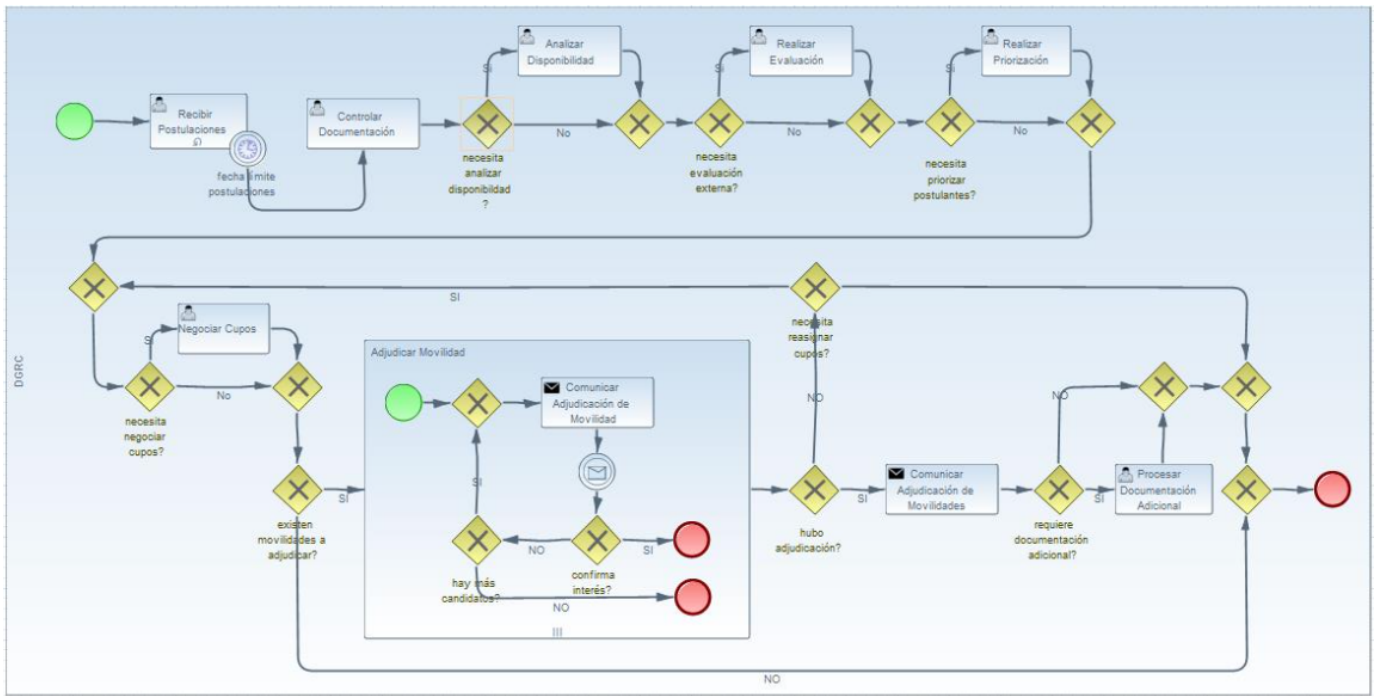 DGRC
Recibir
Postulaciones
fecha límite
postulaciones
Controlar
Documentación
necesita
analizar
disponibildad
?
Si
Analizar
Disponibilidad
No
necesita
evaluación
externa?
Si
Realizar
Evaluación
No
necesita
priorizar
postulantes?
Si
Realizar
Priorización
No
SI
necesita
negociar
cupos?
Si
Negociar Cupos
No
existen
movilidades a
adjudicar?
SI
NO
Adjudicar Movilidad
Comunicar
Adjudicación de
Movilidad
confirma
interés?
SI
NO
hay más
candidatos?
SI
NO
hubo
adjudicación?
NO
necesita
reasignar
cupos?
SI
Comunicar
Adjudicación de
Movilidades
requiere
documentación
adicional?
NO
SI
Procesar
Documentación
Adicional